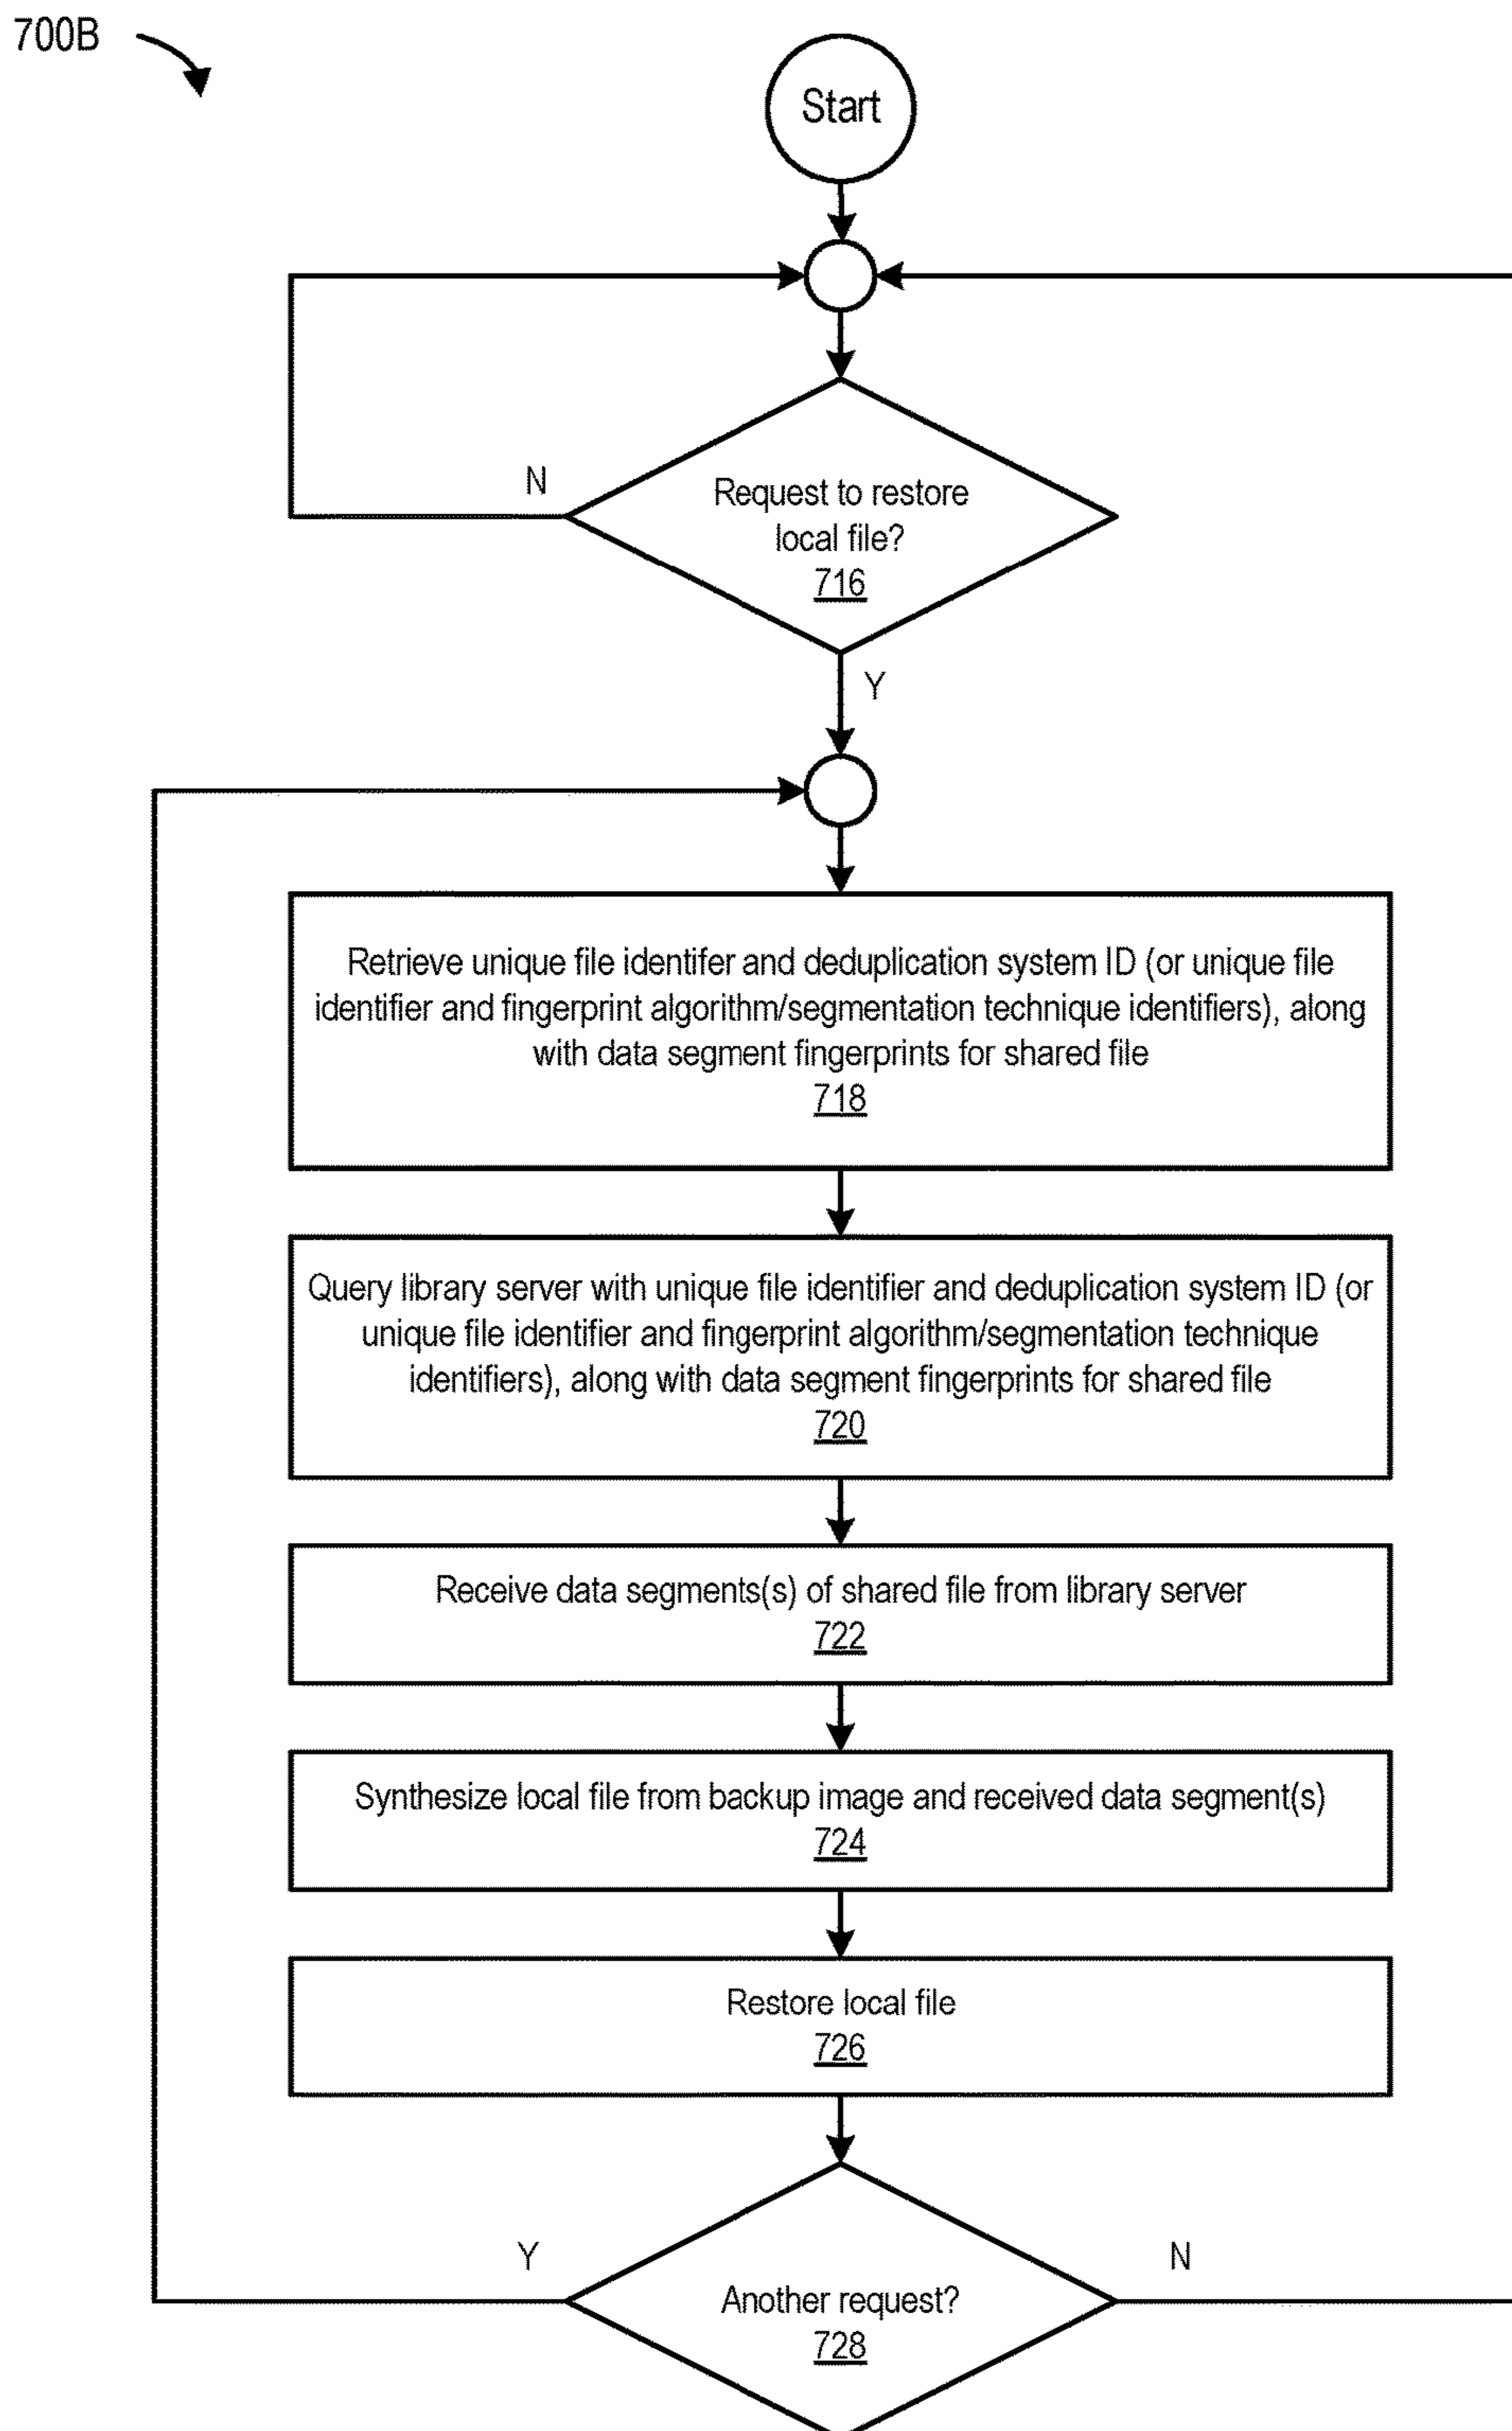 700B
Start
N
Request to restore
local file?
716
Y
Retrieve unique file identifer and deduplication system ID (or unique file
identifier and fingerprint algorithm/segmentation technique identifiers), along
with data segment fingerprints for shared file
718
Query library server with unique file identifier and deduplication system ID (or
unique file identifier and fingerprint algorithm/segmentation technique
identifiers), along with data segment fingerprints for shared file
720
Receive data segments(s) of shared file from library server
722
Synthesize local file from backup image and received data segment(s)
724
Restore local file
726
Y
N
Another request?
728